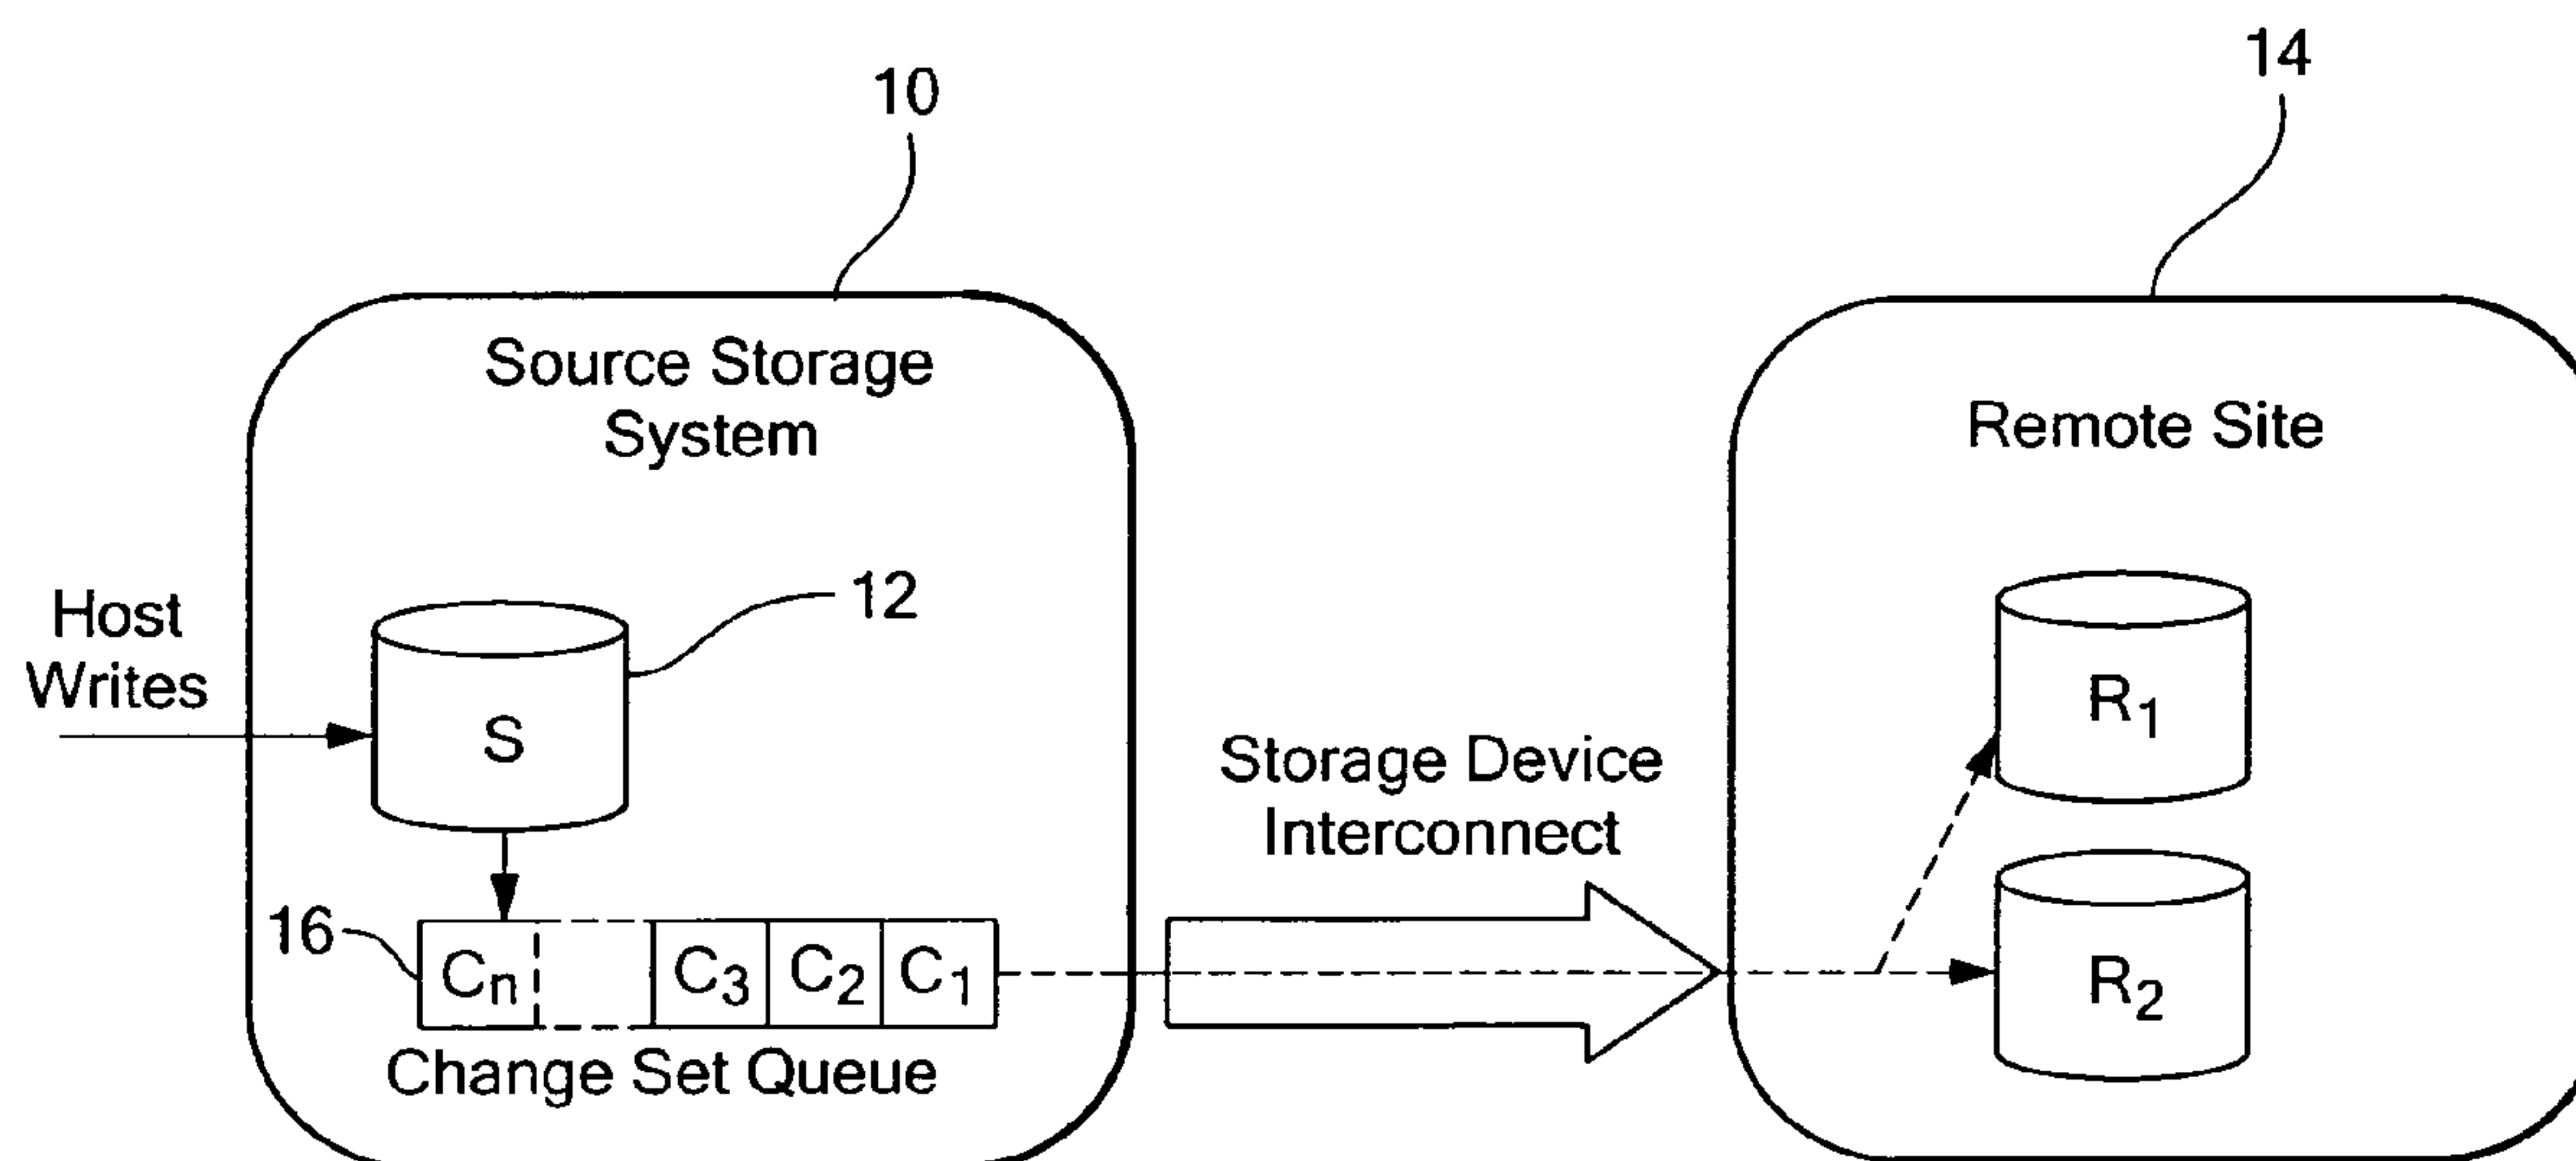 10
14
Source Storage
System
Remote Site
Host
Writes
12
S
R1
Storage Device
Interconnect
16
Cn C3 C2 C1
R2
Change Set Queue